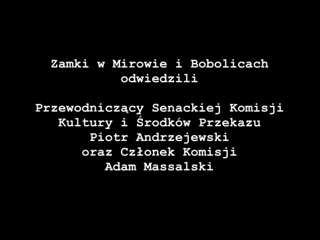 Zamki w Mirowie i Bobolicach
odwiedzili
Przewodniczący Senackiej Komisji
Kultury i Środków Przekazu
Piotr Andrzejewski
oraz Członek Komisji
Adam Massalski